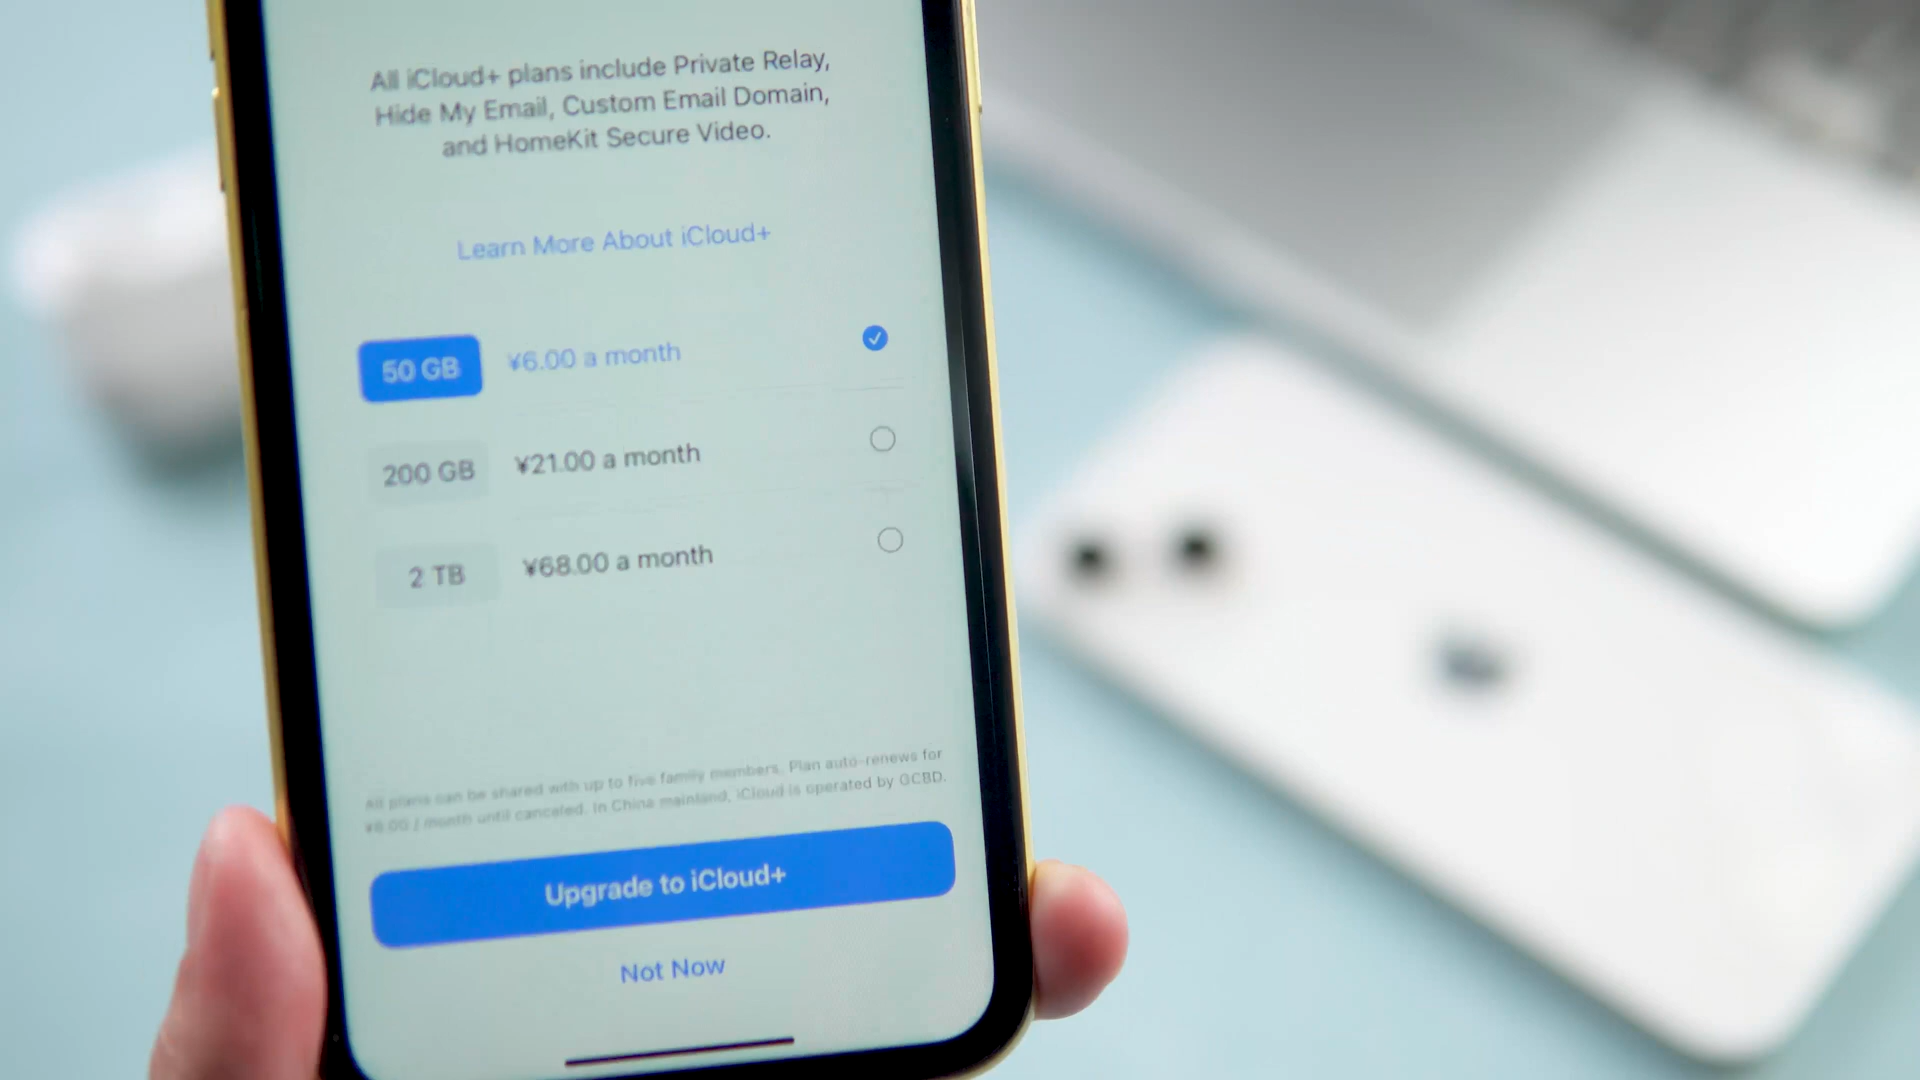 All iCloud+ plans include Private Relay,
Hide My Email, Custom Email Domain,
and HomeKit Secure Video.
Learn More About iCloud+
50 GB ¥6.00 a month
200 GB ¥21.00 a month
2 TB ¥68.00 a month
All plans can be shared with up to five family members. Plan auto-renews for
¥6.00 / month until canceled. In China mainland, iCloud is operated by GCBD.
Upgrade to iCloud+
Not Now